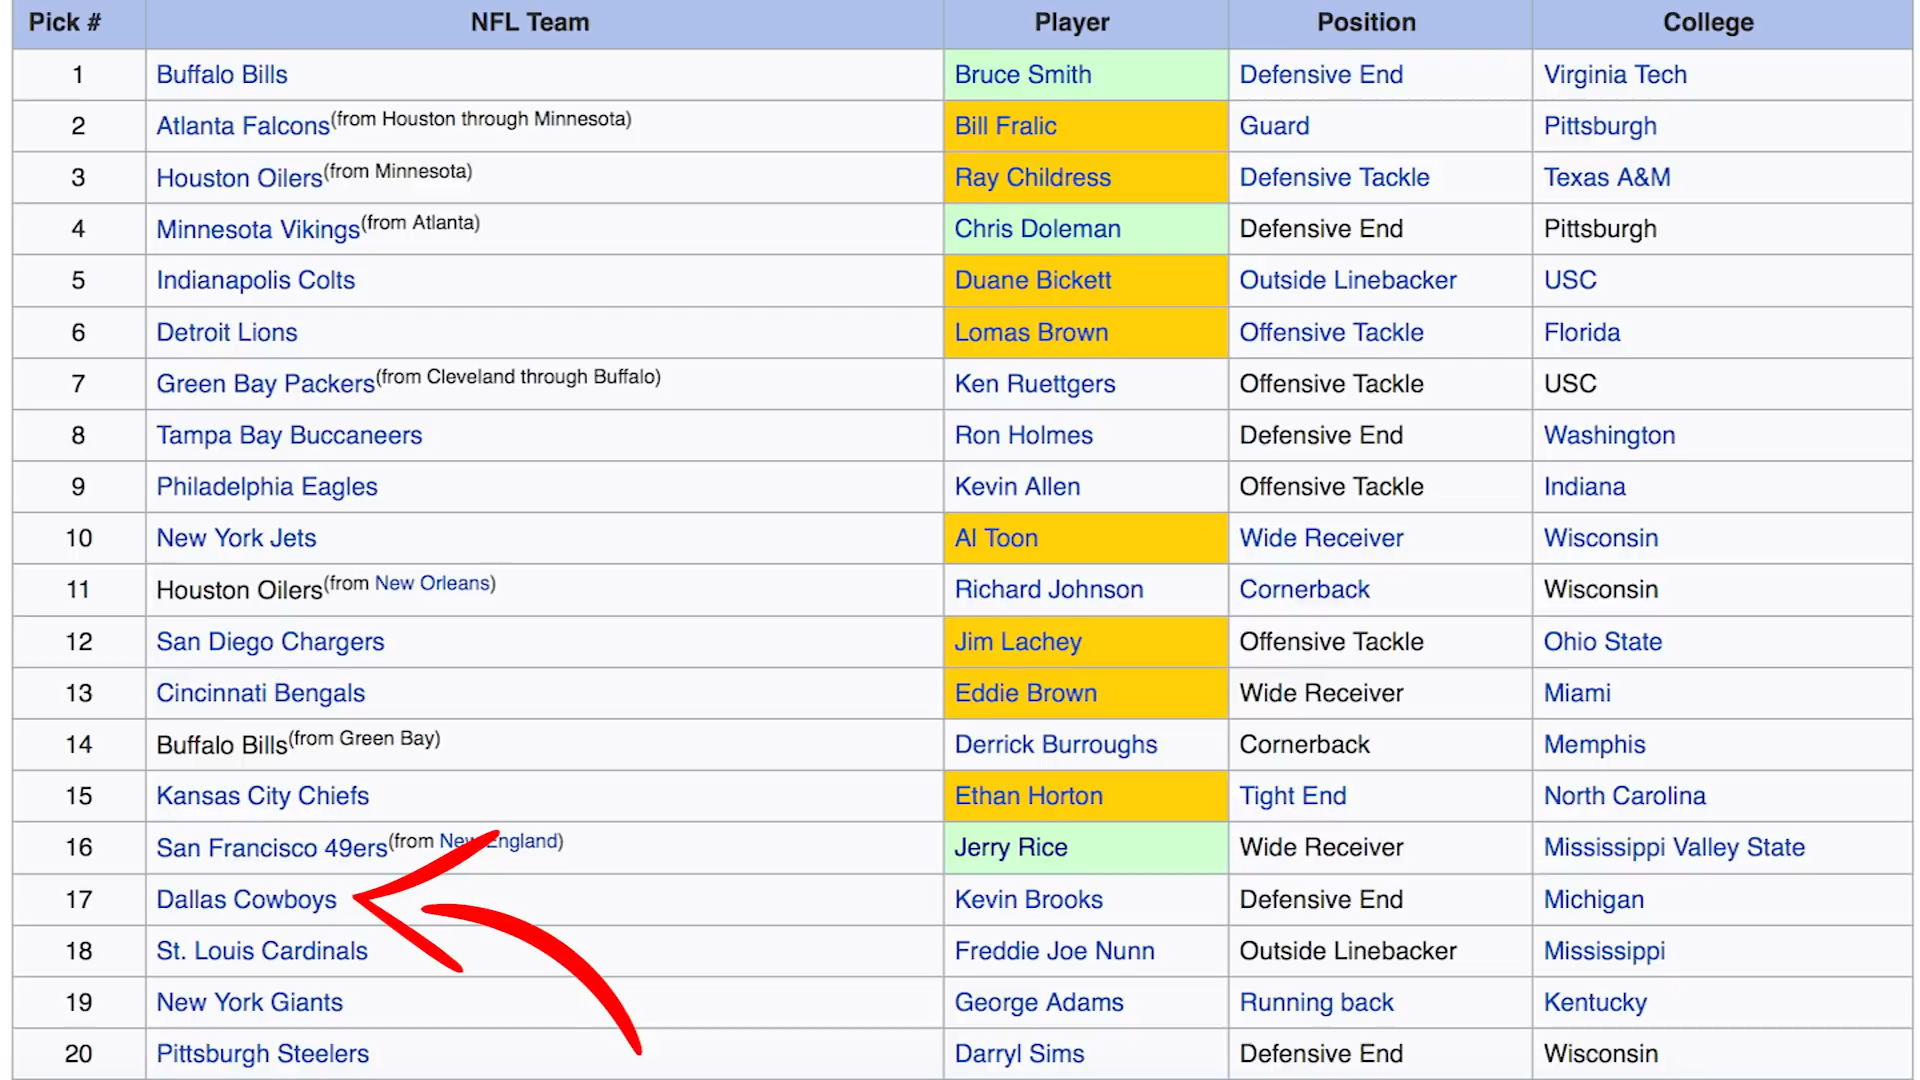 Pick # NFL Team Player Position College
1 Buffalo Bills Bruce Smith Defensive End Virginia Tech
2 Atlanta Falcons(from Houston through Minnesota) Bill Fralic Guard Pittsburgh
3 Houston Oilers(from Minnesota) Ray Childress Defensive Tackle Texas A&M
4 Minnesota Vikings(from Atlanta) Chris Doleman Defensive End Pittsburgh
5 Indianapolis Colts Duane Bickett Outside Linebacker USC
6 Detroit Lions Lomas Brown Offensive Tackle Florida
7 Green Bay Packers(from Cleveland through Buffalo) Ken Ruettgers Offensive Tackle USC
8 Tampa Bay Buccaneers Ron Holmes Defensive End Washington
9 Philadelphia Eagles Kevin Allen Offensive Tackle Indiana
10 New York Jets Al Toon Wide Receiver Wisconsin
11 Houston Oilers(from New Orleans) Richard Johnson Cornerback Wisconsin
12 San Diego Chargers Jim Lachey Offensive Tackle Ohio State
13 Cincinnati Bengals Eddie Brown Wide Receiver Miami
14 Buffalo Bills(from Green Bay) Derrick Burroughs Cornerback Memphis
15 Kansas City Chiefs Ethan Horton Tight End North Carolina
16 San Francisco 49ers(from New England) Jerry Rice Wide Receiver Mississippi Valley State
17 Dallas Cowboys Kevin Brooks Defensive End Michigan
18 St. Louis Cardinals Freddie Joe Nunn Outside Linebacker Mississippi
19 New York Giants George Adams Running back Kentucky
20 Pittsburgh Steelers Darryl Sims Defensive End Wisconsin